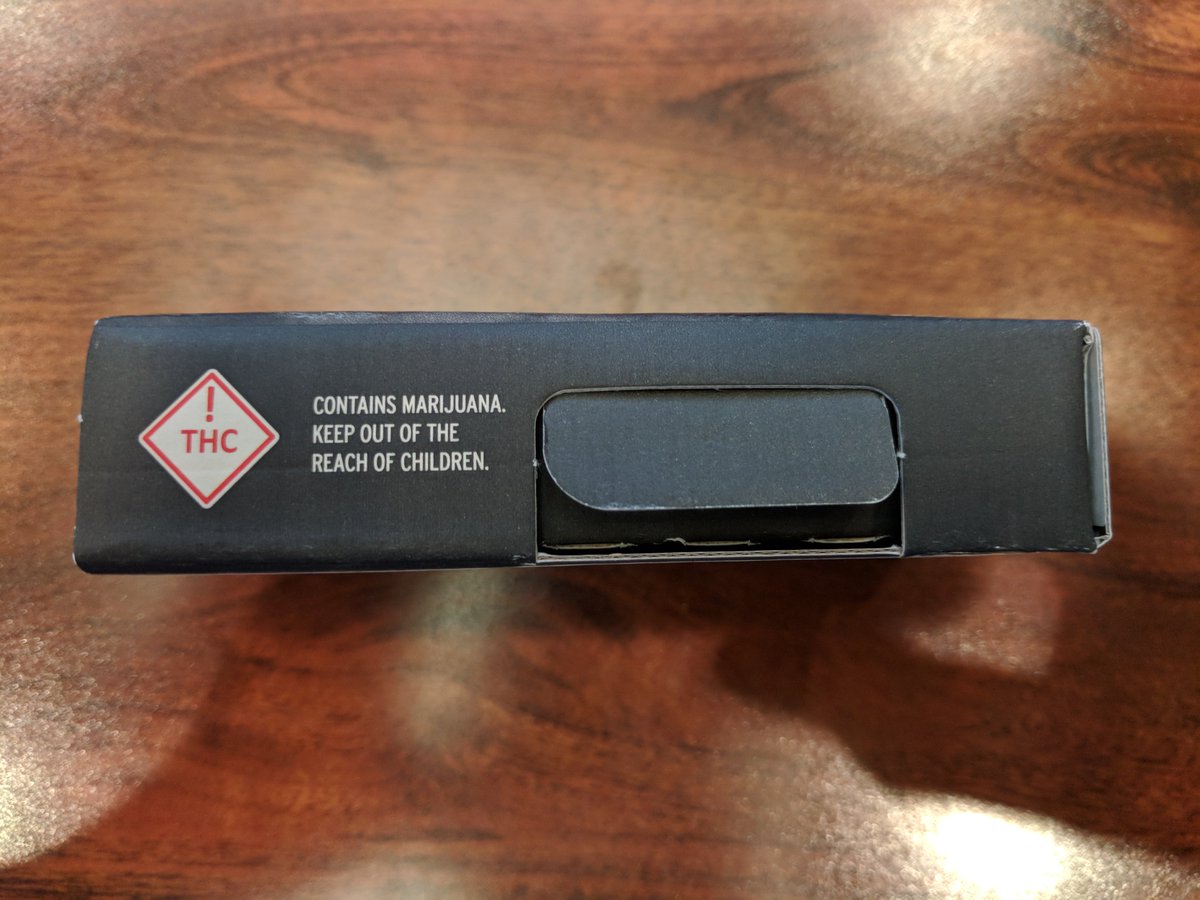 !
THC
CONTAINS MARIJUANA.
KEEP OUT OF THE
REACH OF CHILDREN.